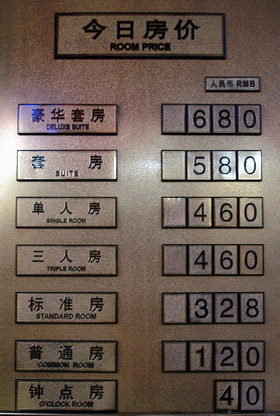 今日房价
ROOM PRICE
人民币 RMB
豪华套房 680
DELUXE SUITE
套 房 580
SUITE
单人房 460
SINGLE ROOM
三人房 460
TRIPLE ROOM
标准房 328
STANDARD ROOM
普通房 120
COMMON ROOM
钟点房 40
O'CLOCK ROOM